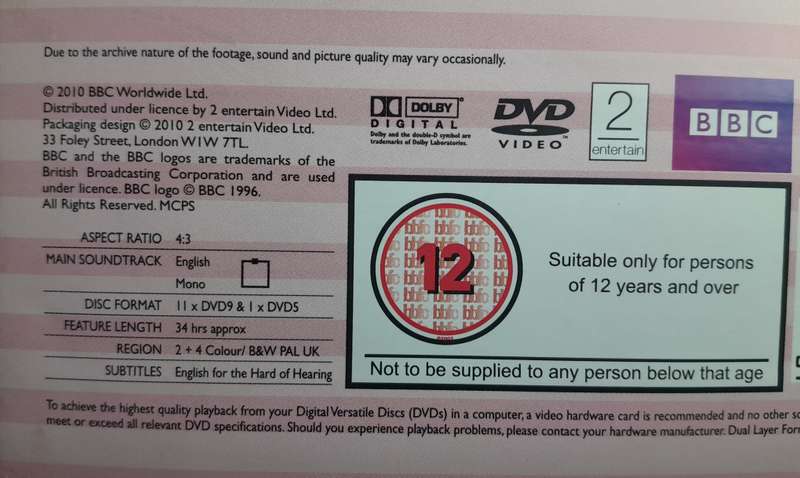 Due to the archive nature of the footage, sound and picture quality may vary occasionally.
© 2010 BBC Worldwide Ltd.
Distributed under licence by 2 entertain Video Ltd.
Packaging design © 2010 2 entertain Video Ltd.
33 Foley Street, London W1W 7TL.
BBC and the BBC logos are trademarks of the
British Broadcasting Corporation and are used
under licence. BBC logo © BBC 1996.
All Rights Reserved. MCPS
DOLBY
DIGITAL
Dolby and the double-D symbol are
trademarks of Dolby Laboratories.
DVD
VIDEO™
2
entertain
BBC
ASPECT RATIO 4:3
MAIN SOUNDTRACK English
Mono
DISC FORMAT 11 x DVD9 & 1 x DVD5
FEATURE LENGTH 34 hrs approx
REGION 2 + 4 Colour/ B&W PAL UK
SUBTITLES English for the Hard of Hearing
bbfc
12
Suitable only for persons
of 12 years and over
Not to be supplied to any person below that age
To achieve the highest quality playback from your Digital Versatile Discs (DVDs) in a computer, a video hardware card is recommended and no other
meet or exceed all relevant DVD specifications. Should you experience playback problems, please contact your hardware manufacturer. Dual Layer